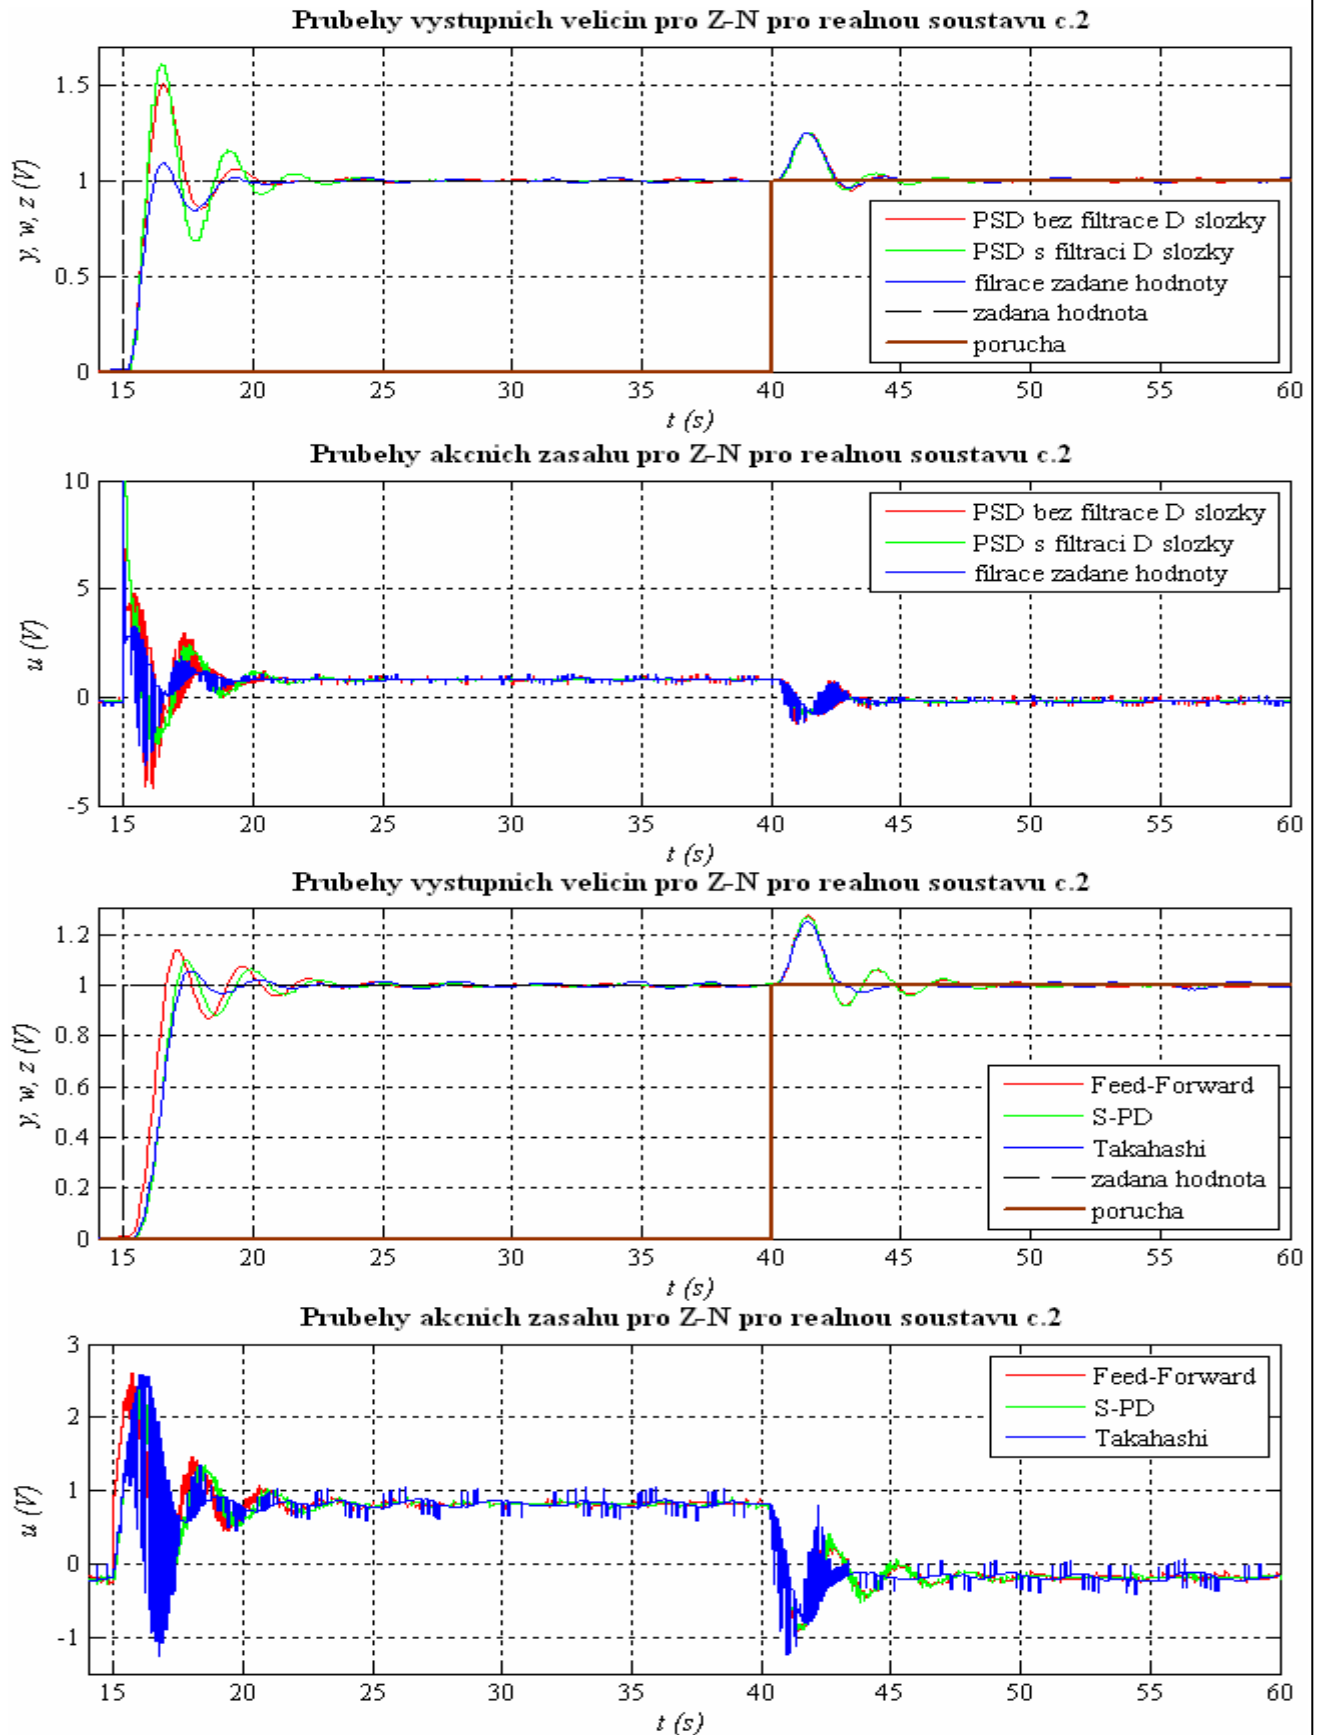 Prubehy vystupnich velicin pro Z-N pro realnou soustavu c.2
1.5
1
0.5
0
y, w, z (V)
PSD bez filtrace D slozky
PSD s filtraci D slozky
filrace zadane hodnoty
zadana hodnota
porucha
15 20 25 30 35 40 45 50 55 60
t (s)
Prubehy akcnich zasahu pro Z-N pro realnou soustavu c.2
10
5
0
-5
u (V)
PSD bez filtrace D slozky
PSD s filtraci D slozky
filrace zadane hodnoty
15 20 25 30 35 40 45 50 55 60
t (s)
Prubehy vystupnich velicin pro Z-N pro realnou soustavu c.2
1.2
1
0.8
0.6
0.4
0.2
0
y, w, z (V)
Feed-Forward
S-PD
Takahashi
zadana hodnota
porucha
15 20 25 30 35 40 45 50 55 60
t (s)
Prubehy akcnich zasahu pro Z-N pro realnou soustavu c.2
3
2
1
0
-1
u (V)
Feed-Forward
S-PD
Takahashi
15 20 25 30 35 40 45 50 55 60
t (s)